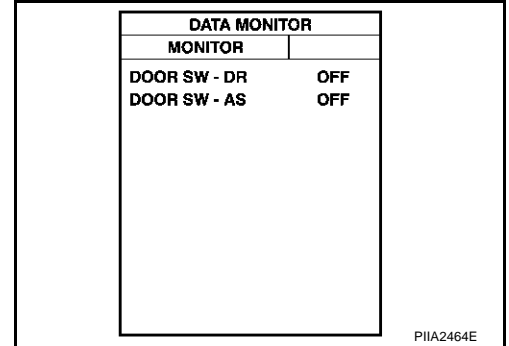 DATA MONITOR
MONITOR
DOOR SW - DR OFF
DOOR SW - AS OFF
PIIA2464E